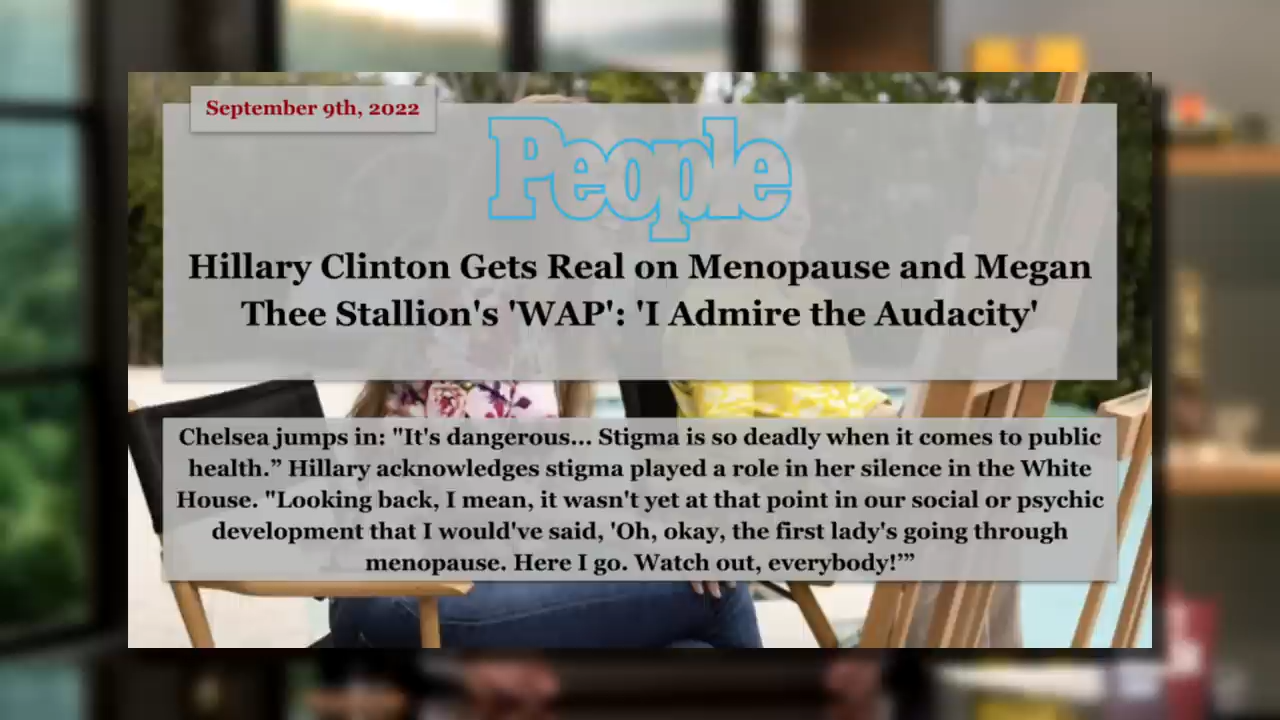 September 9th, 2022
People
Hillary Clinton Gets Real on Menopause and Megan
Thee Stallion's 'WAP': 'I Admire the Audacity'
Chelsea jumps in: "It's dangerous... Stigma is so deadly when it comes to public
health.” Hillary acknowledges stigma played a role in her silence in the White
House. "Looking back, I mean, it wasn't yet at that point in our social or psychic
development that I would've said, 'Oh, okay, the first lady's going through
menopause. Here I go. Watch out, everybody!’”